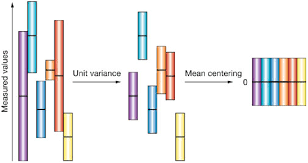 Measured values
Unit variance
Mean centering
0